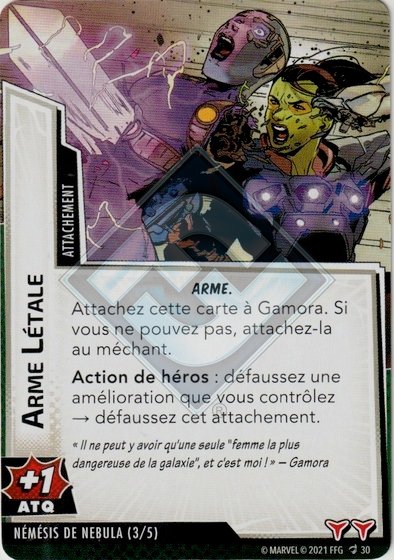 ATTACHEMENT
ARME LÉTALE
ARME.
Attachez cette carte à Gamora. Si
vous ne pouvez pas, attachez-la
au méchant.
Action de héros : défaussez une
amélioration que vous contrôlez
→ défaussez cet attachement.
« Il ne peut y avoir qu'une seule "femme la plus
dangereuse de la galaxie", et c'est moi ! » — Gamora
+1
ATQ
NÉMÉSIS DE NEBULA (3/5)
© MARVEL © 2021 FFG 30